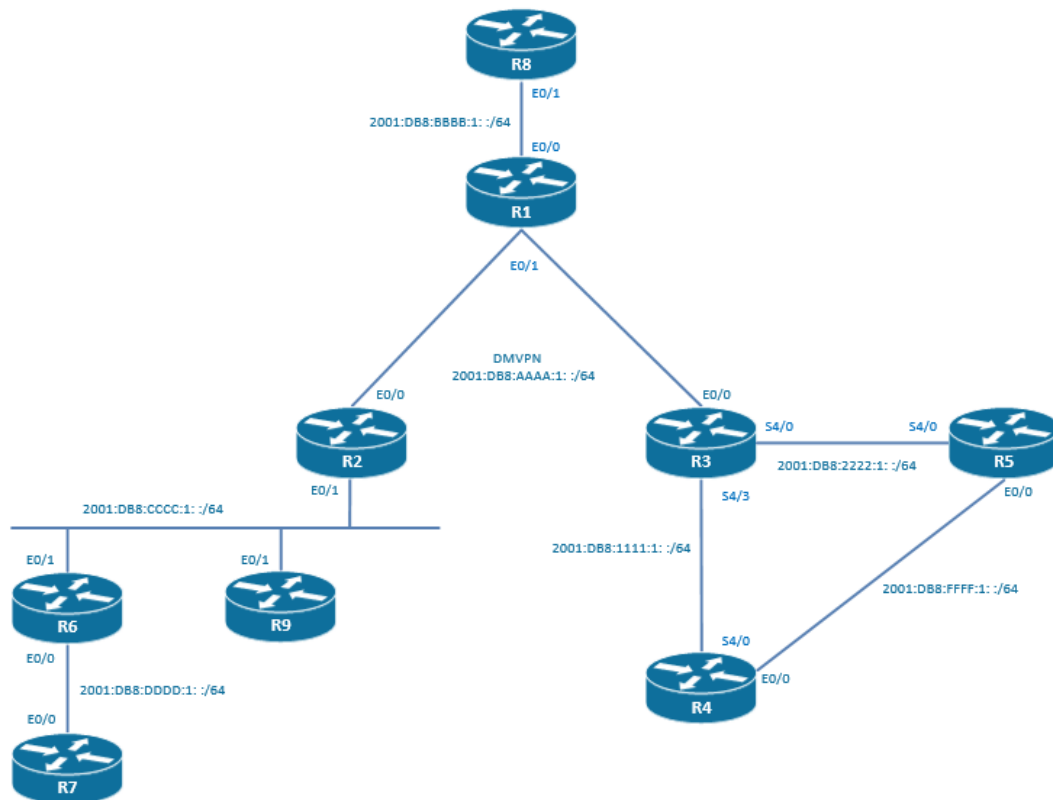 R8
E0/1
2001:DB8:BBBB:1: :/64
E0/0
R1
E0/1
DMVPN
2001:DB8:AAAA:1: :/64
E0/0
E0/0
R2
R3
S4/0
S4/0
R5
2001:DB8:2222:1: :/64
E0/1
S4/3
E0/0
2001:DB8:CCCC:1: :/64
E0/1
E0/1
2001:DB8:1111:1: :/64
R6
R9
2001:DB8:FFFF:1: :/64
E0/0
S4/0
2001:DB8:DDDD:1: :/64
E0/0
R4
E0/0
R7